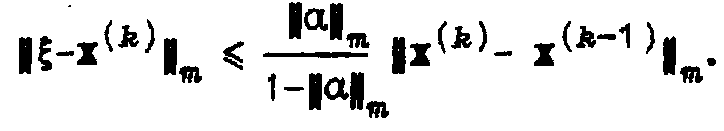 ‖ξ-x^(k)‖_m ⩽ ‖α‖_m / (1-‖α‖_m) ‖x^(k) - x^(k-1)‖_m.